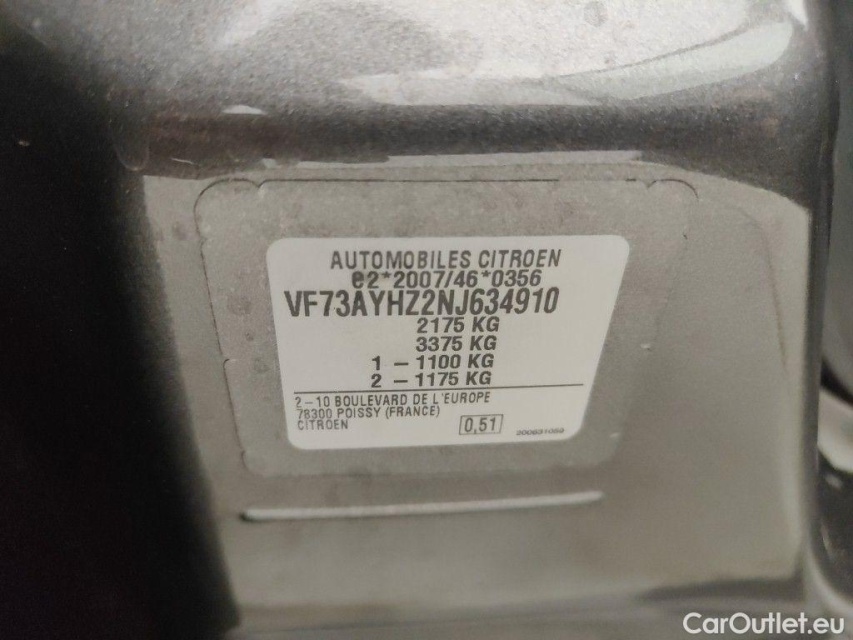 AUTOMOBILES CITROEN
e2*2007/46*0356
VF73AYHZ2NJ634910
2175 KG
3375 KG
1 – 1100 KG
2 – 1175 KG
2–10 BOULEVARD DE L'EUROPE
78300 POISSY (FRANCE)
CITROEN
0,51
CarOutlet.eu